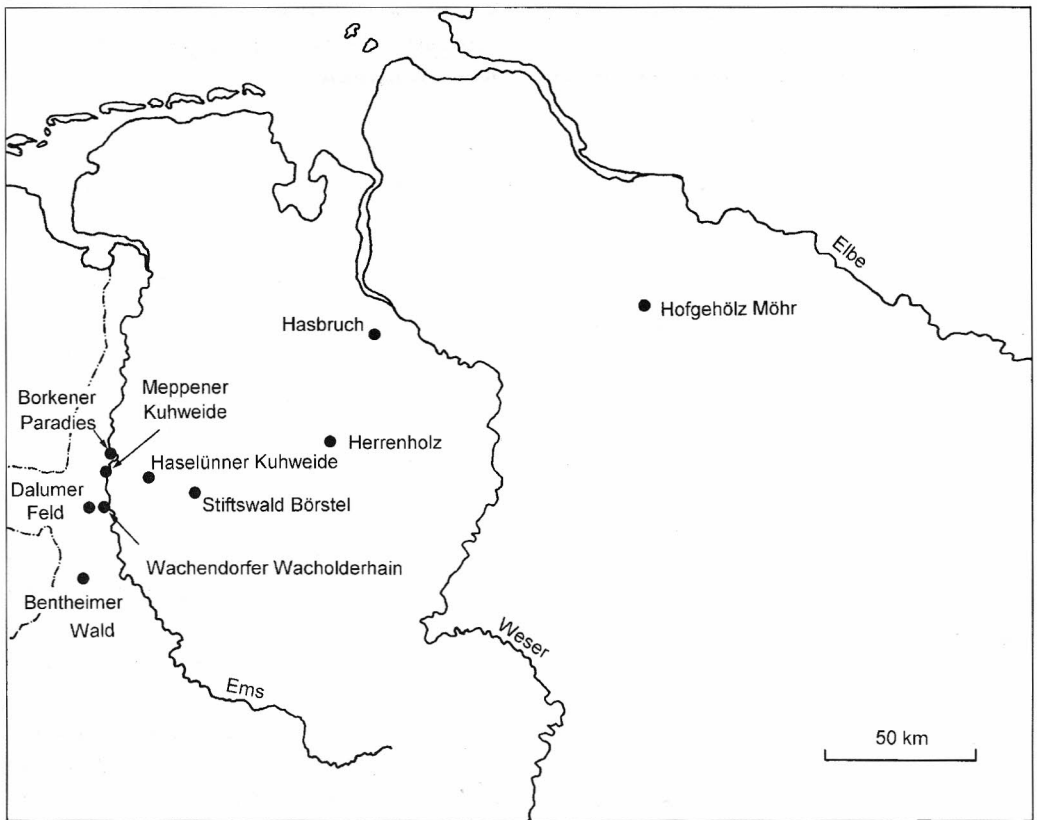 Elbe
Hofgehölz Möhr
Hasbruch
Borkener
Paradies
Meppener
Kuhweide
Herrenholz
Haselünner Kuhweide
Dalumer
Feld
Stiftswald Börstel
Wachendorfer Wacholderhain
Bentheimer
Wald
Weser
Ems
50 km